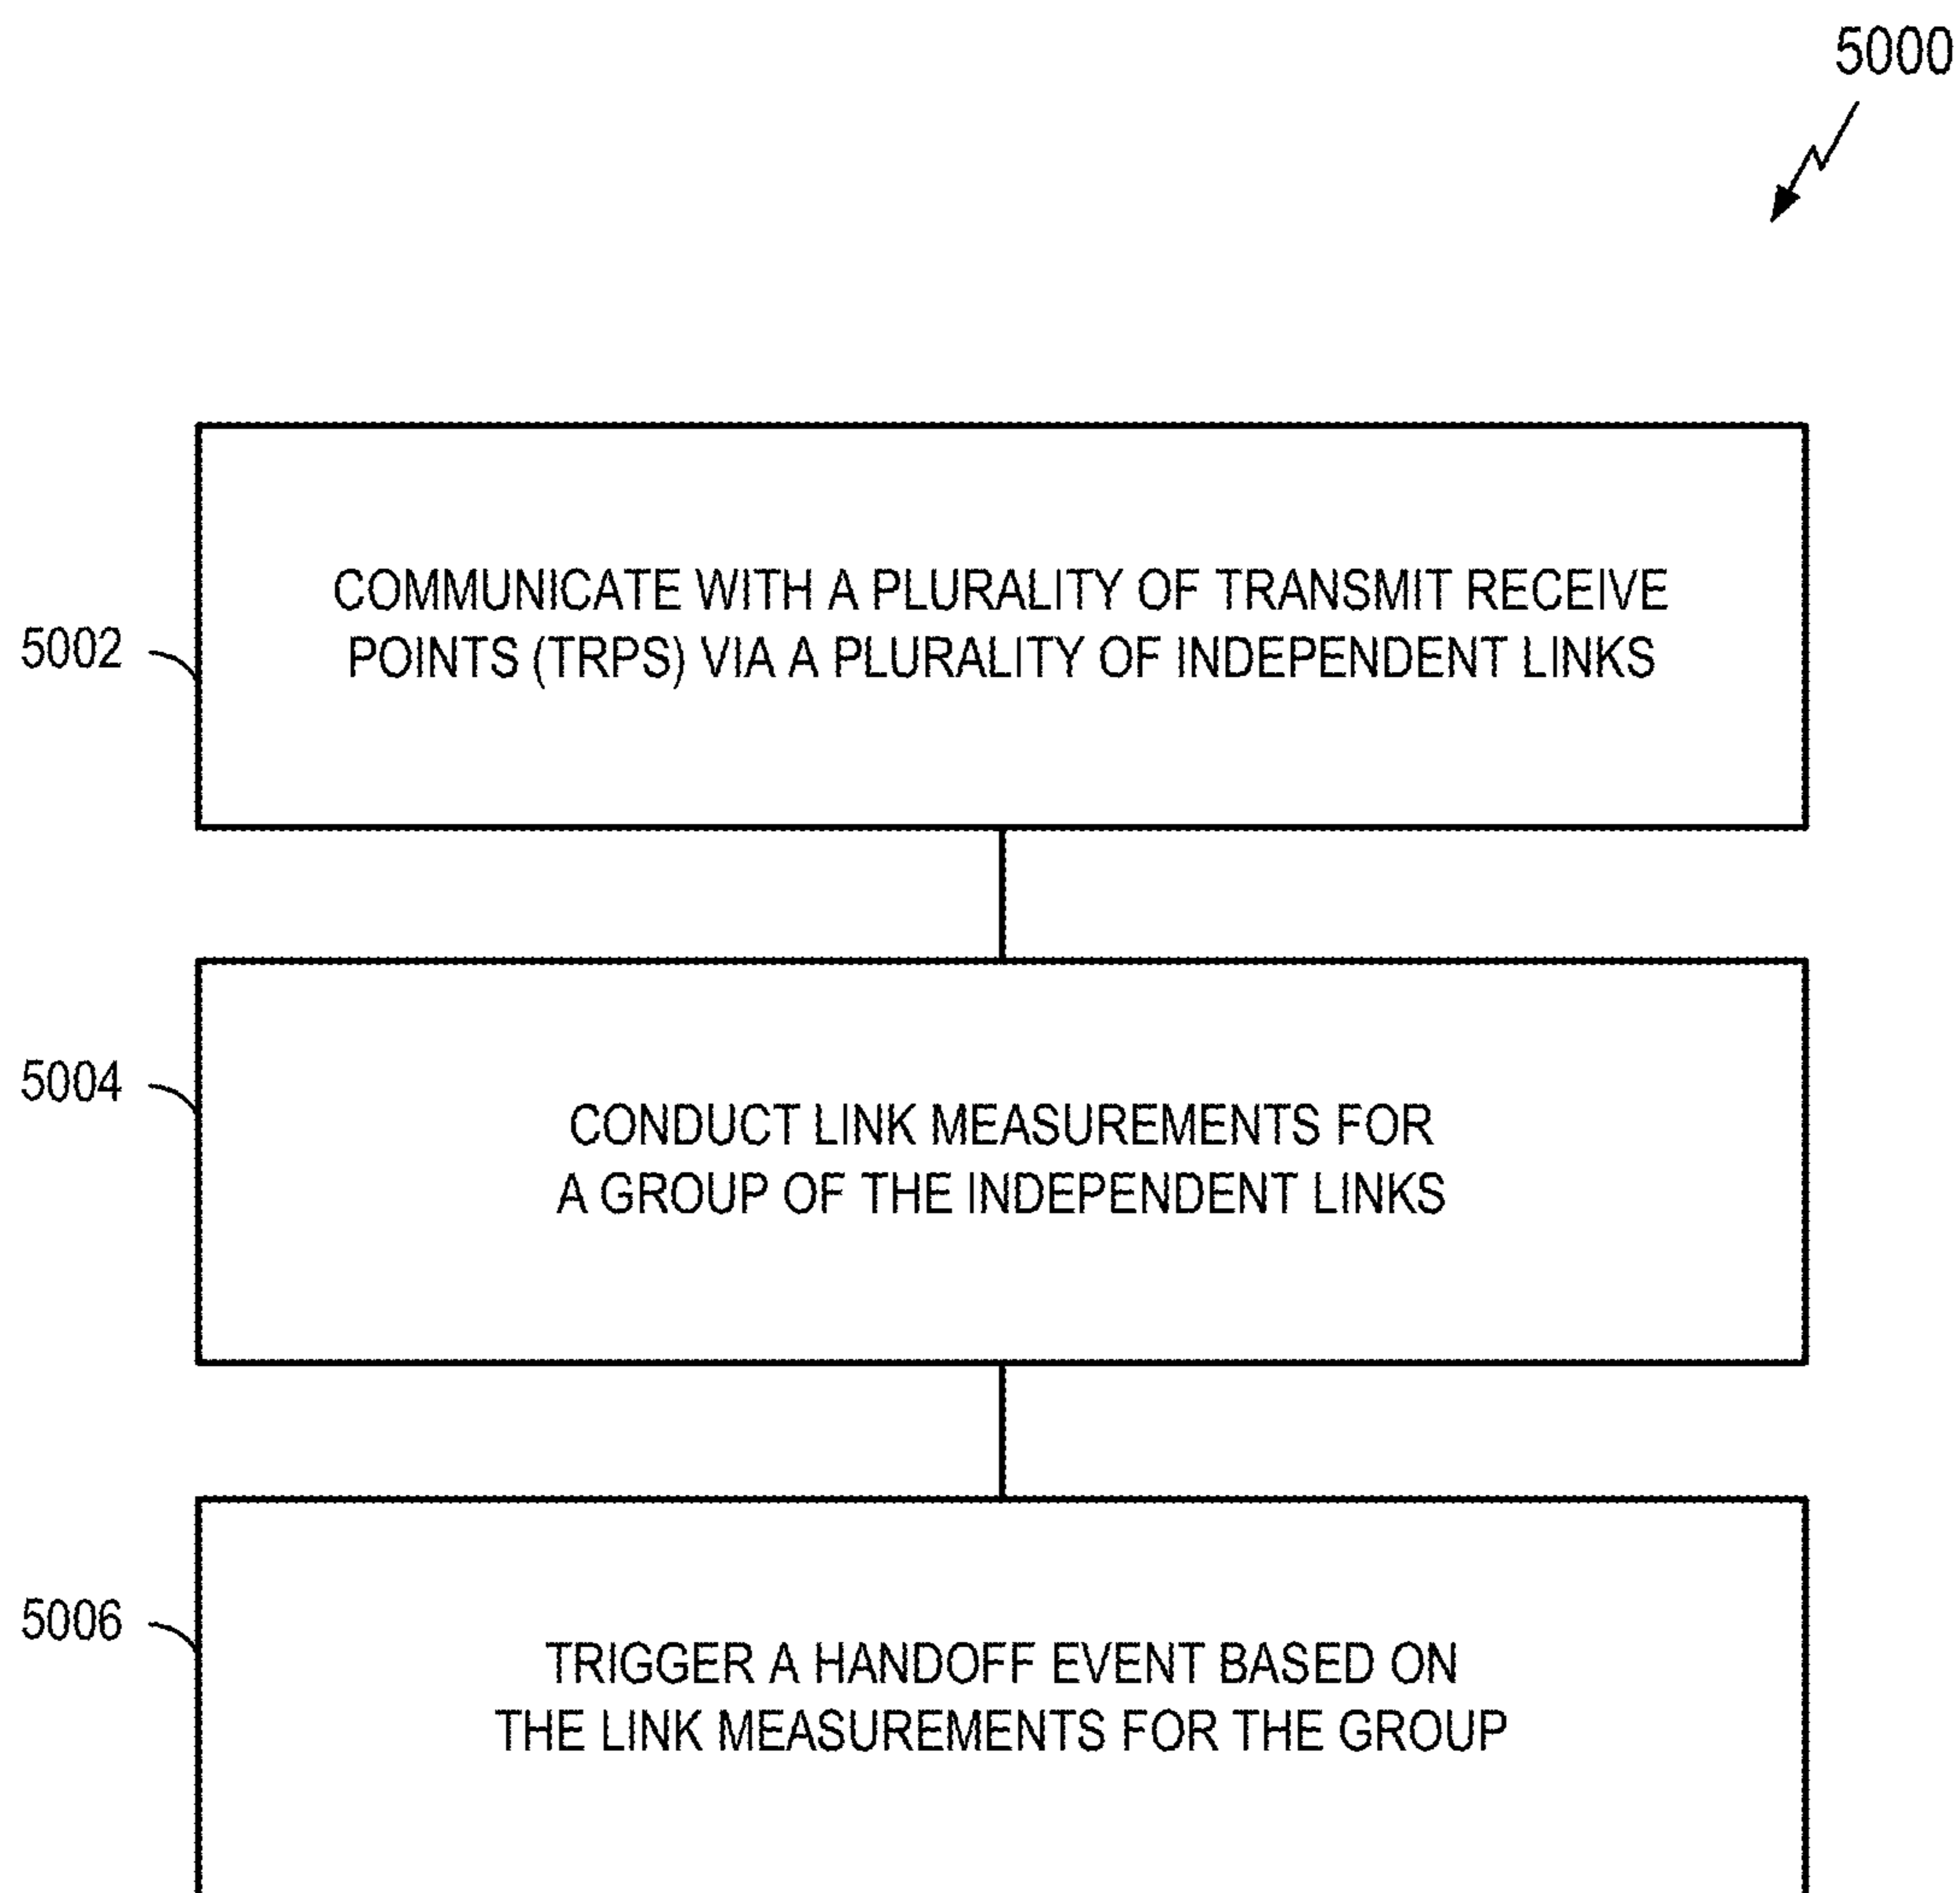 5000
5002
COMMUNICATE WITH A PLURALITY OF TRANSMIT RECEIVE
POINTS (TRPS) VIA A PLURALITY OF INDEPENDENT LINKS
5004
CONDUCT LINK MEASUREMENTS FOR
A GROUP OF THE INDEPENDENT LINKS
5006
TRIGGER A HANDOFF EVENT BASED ON
THE LINK MEASUREMENTS FOR THE GROUP